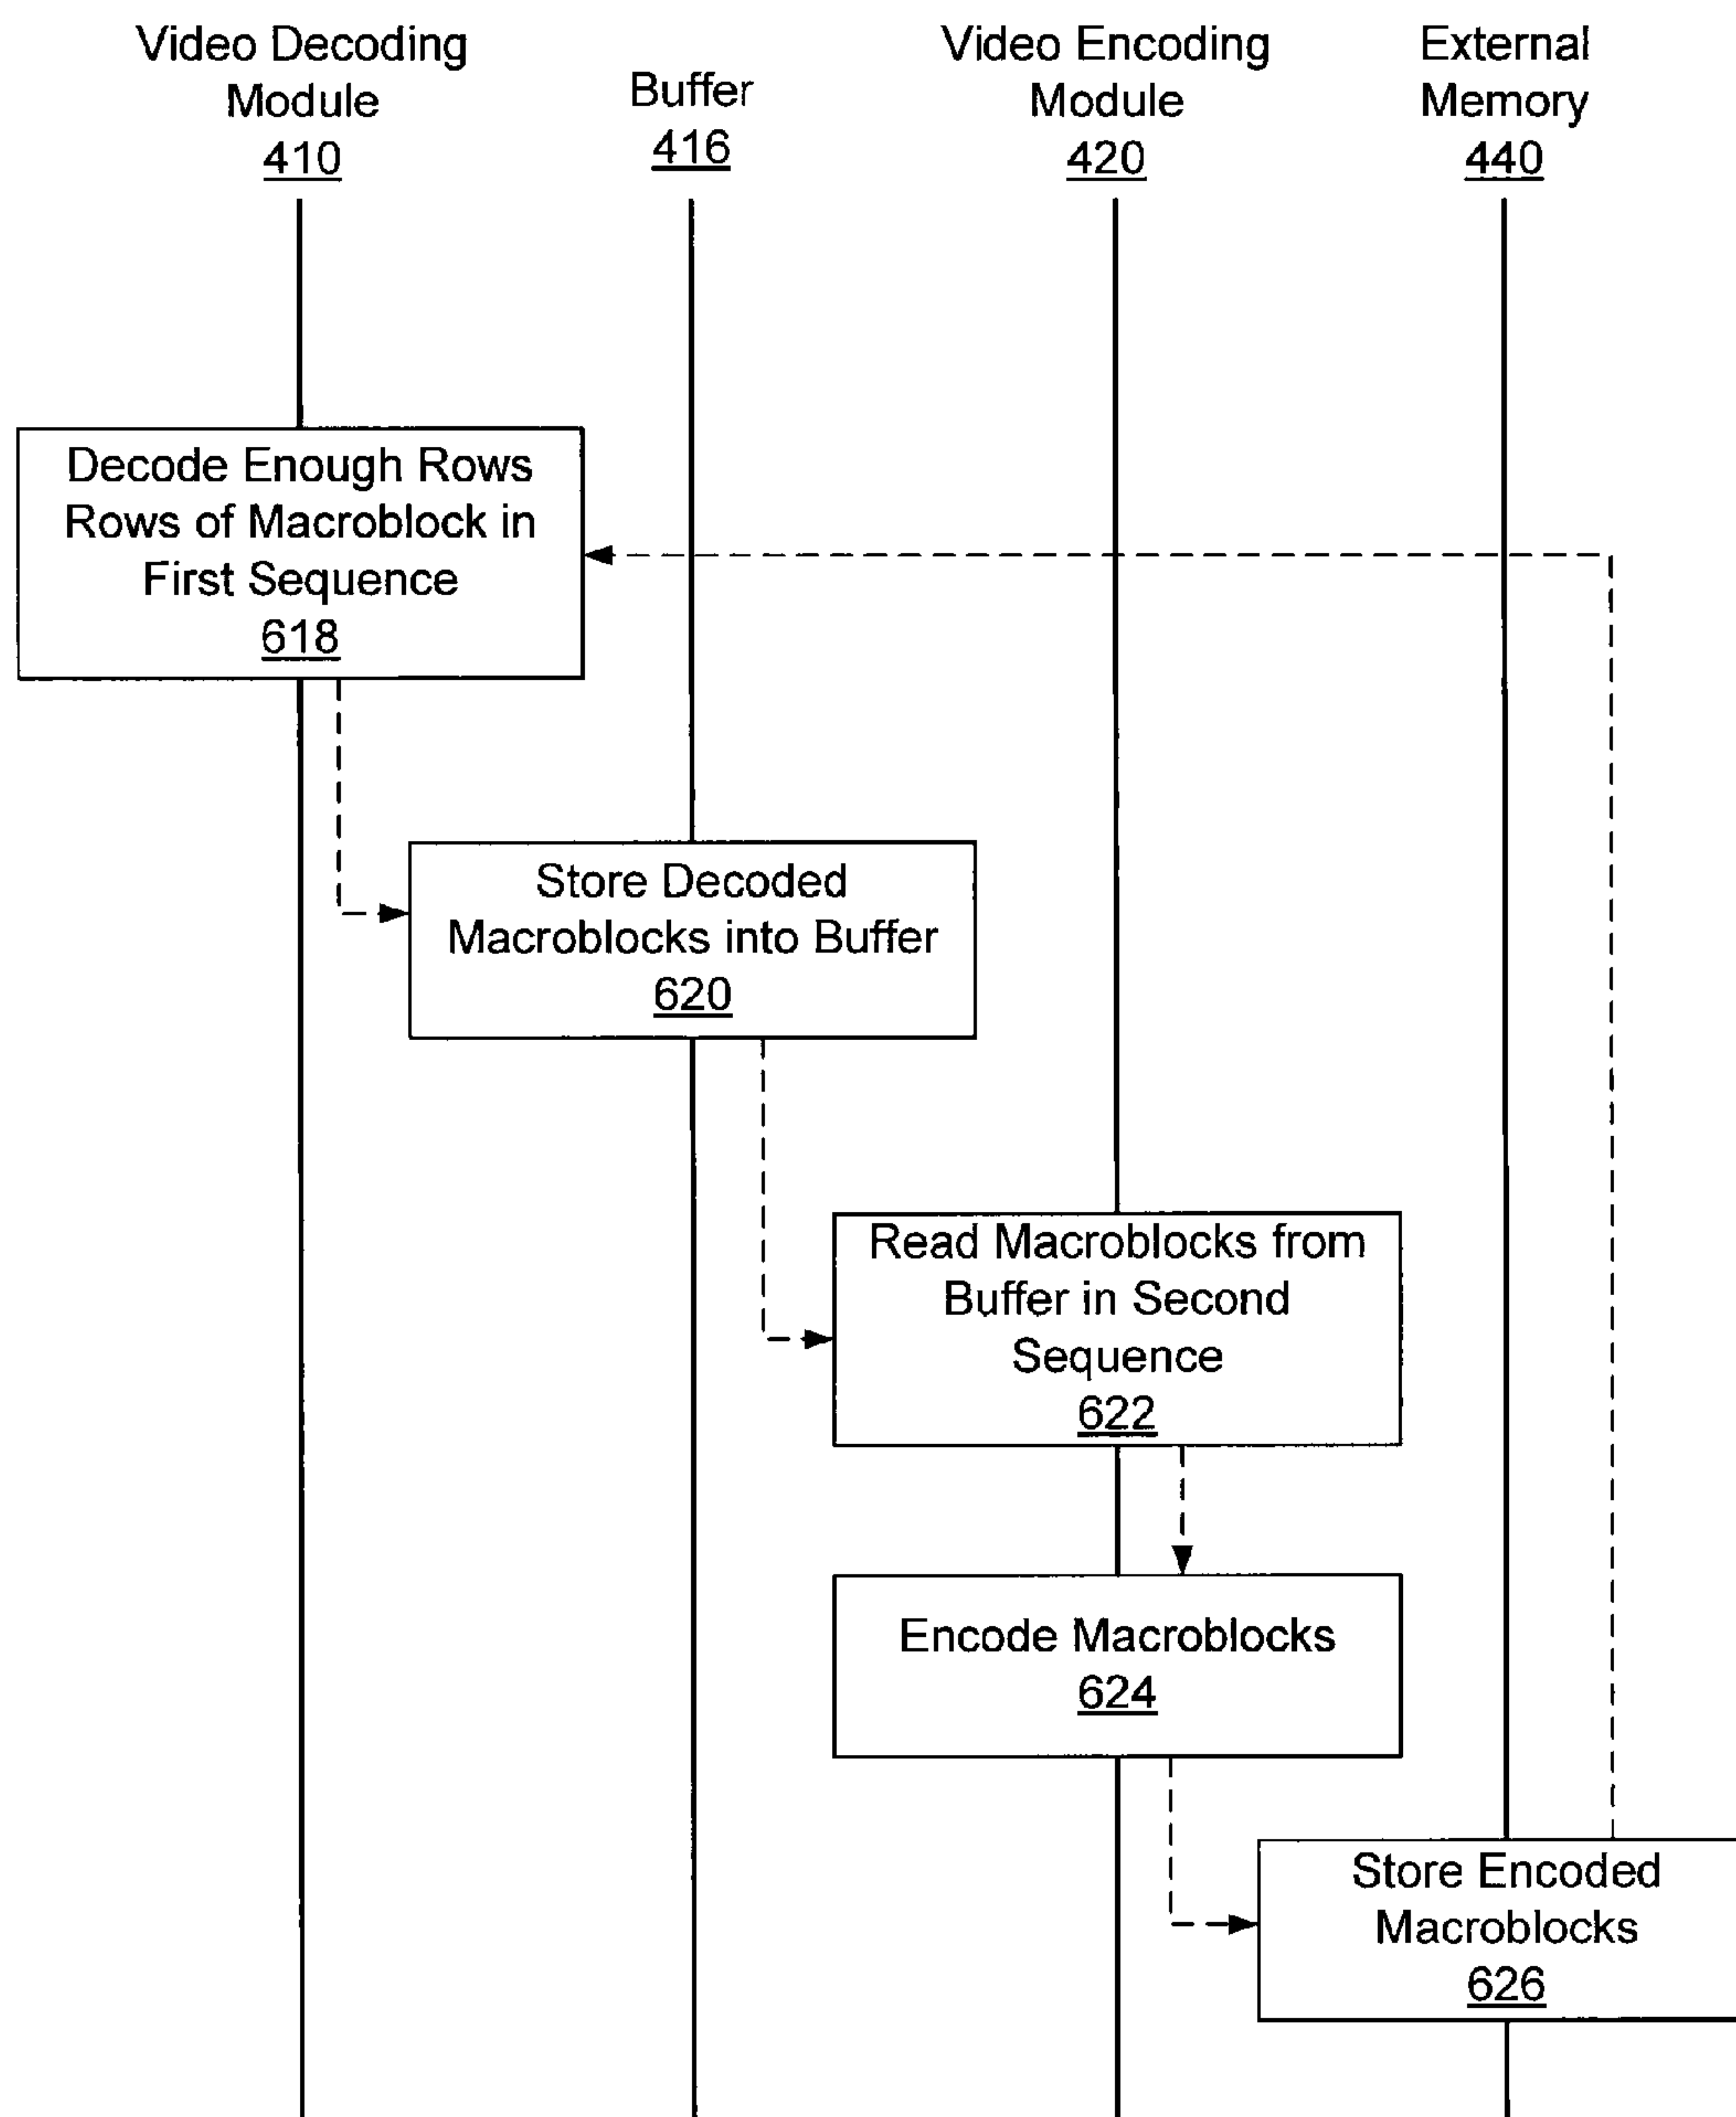 Video Decoding
Module
410
Buffer
416
Video Encoding
Module
420
External
Memory
440
Decode Enough Rows
Rows of Macroblock in
First Sequence
618
Store Decoded
Macroblocks into Buffer
620
Read Macroblocks from
Buffer in Second
Sequence
622
Encode Macroblocks
624
Store Encoded
Macroblocks
626